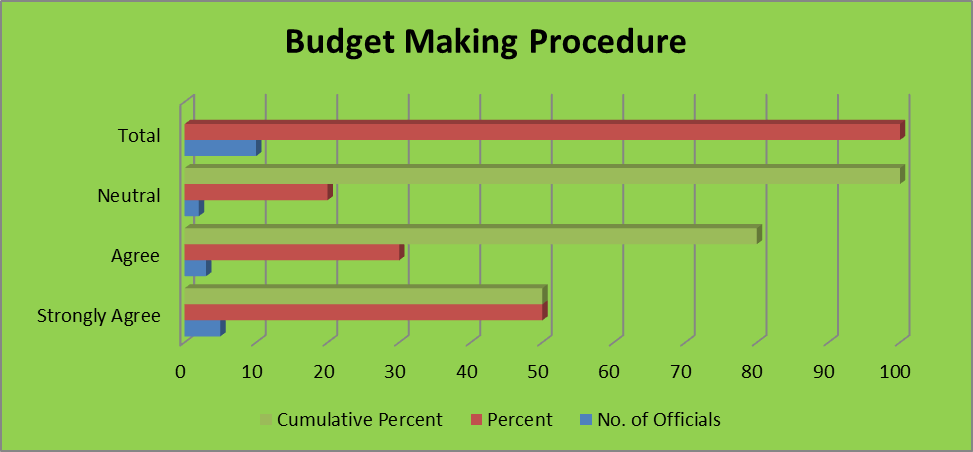 Budget Making Procedure
Total
Neutral
Agree
Strongly Agree
0 10 20 30 40 50 60 70 80 90 100
Cumulative Percent Percent No. of Officials